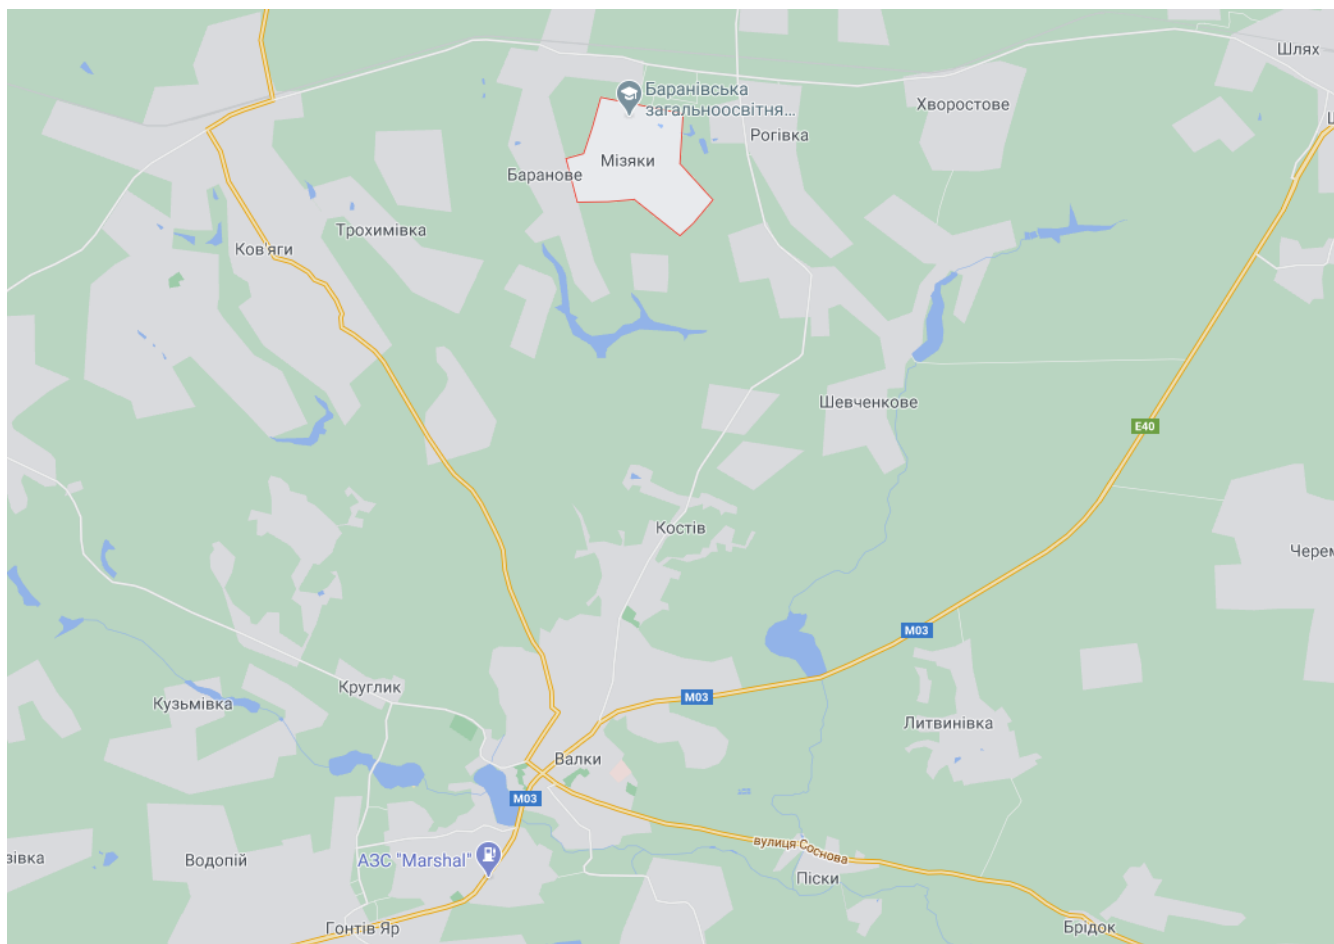 Шлях
Баранівська
загальноосвітня...
Хворостове
Рогівка
Мізяки
Баранове
Трохимівка
Ков'яги
Шевченкове
E40
Костів
Черем
M03
Круглик
M03
Кузьмівка
Литвинівка
Валки
M03
вулиця Соснова
зівка
Водопій
АЗС "Marshal"
Піски
Гонтів Яр
Брідок